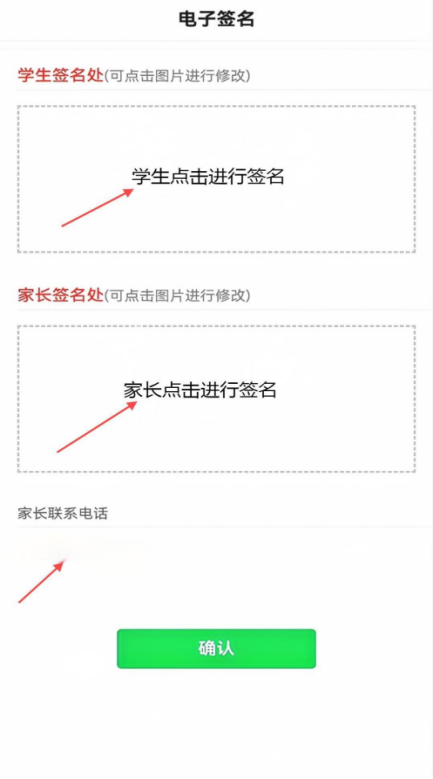 电子签名
学生签名处(可点击图片进行修改)
学生点击进行签名
家长签名处(可点击图片进行修改)
家长点击进行签名
家长联系电话
确认